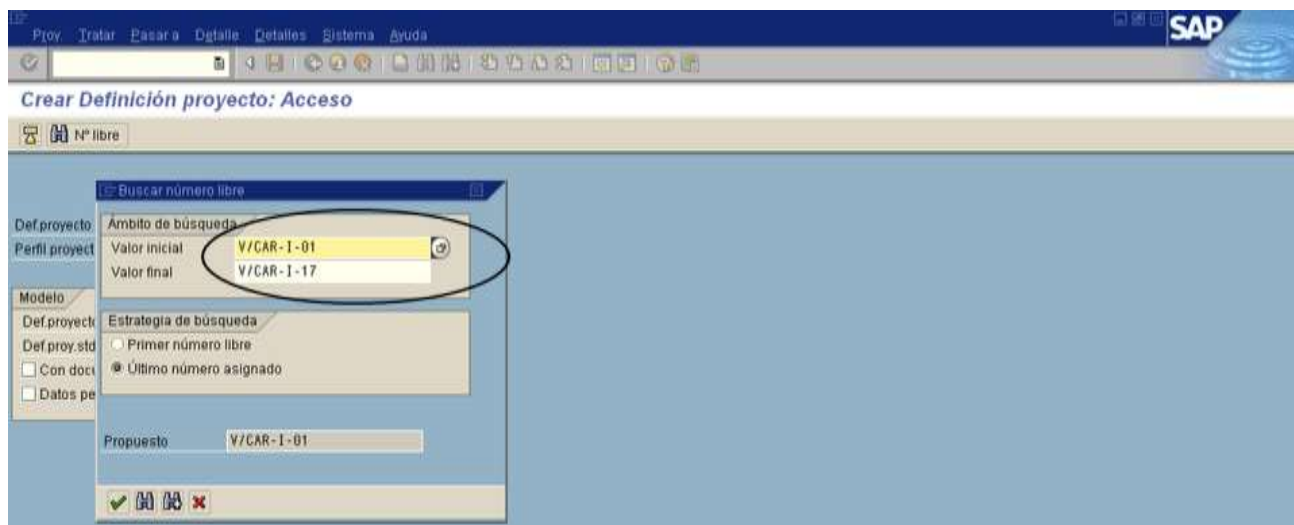 Proy. Tratar Pasar a Detalle Detalles Sistema Ayuda
SAP
Crear Definición proyecto: Acceso
Nº libre
Buscar número libre
Def.proyecto
Ámbito de búsqueda
Perfil proyect
Valor inicial V/CAR-I-01
Valor final V/CAR-I-17
Modelo
Def.proyecto
Estrategia de búsqueda
Def.proy.std
Primer número libre
Con docu
Último número asignado
Datos pe
Propuesto V/CAR-I-01